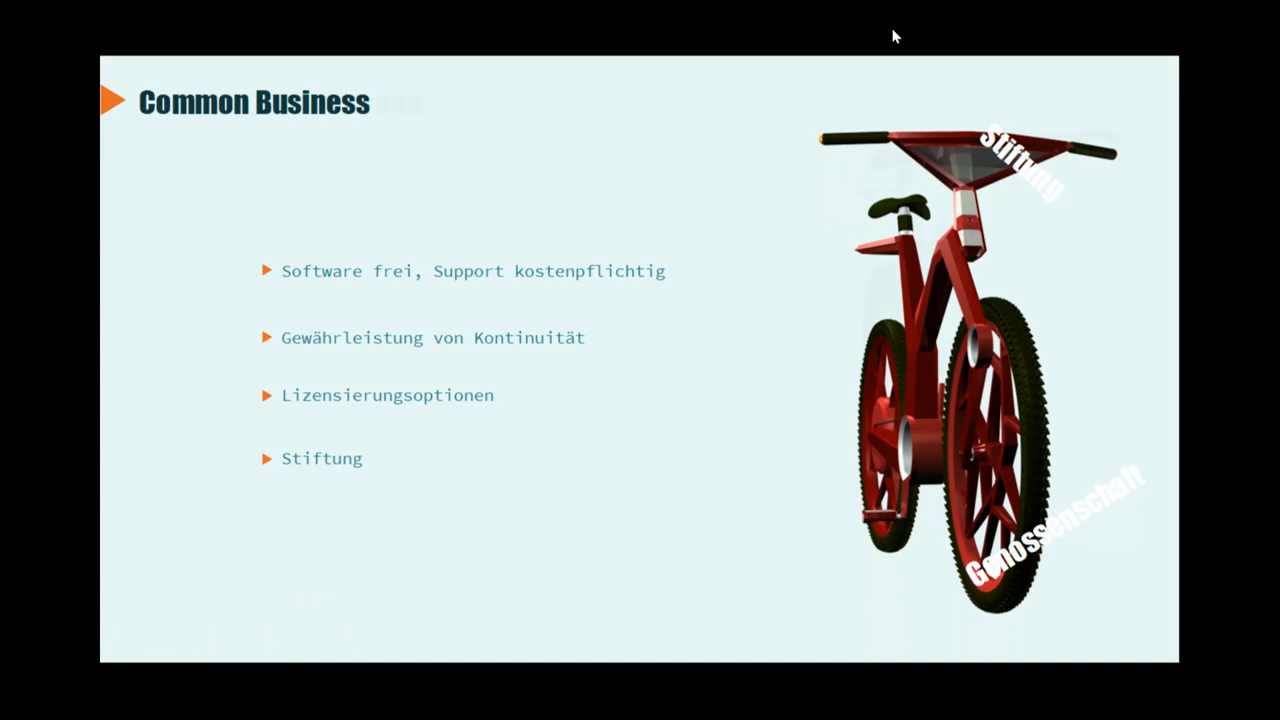 Common Business
Stiftung
Software frei, Support kostenpflichtig
Gewährleistung von Kontinuität
Lizensierungsoptionen
Stiftung
Genossenschaft